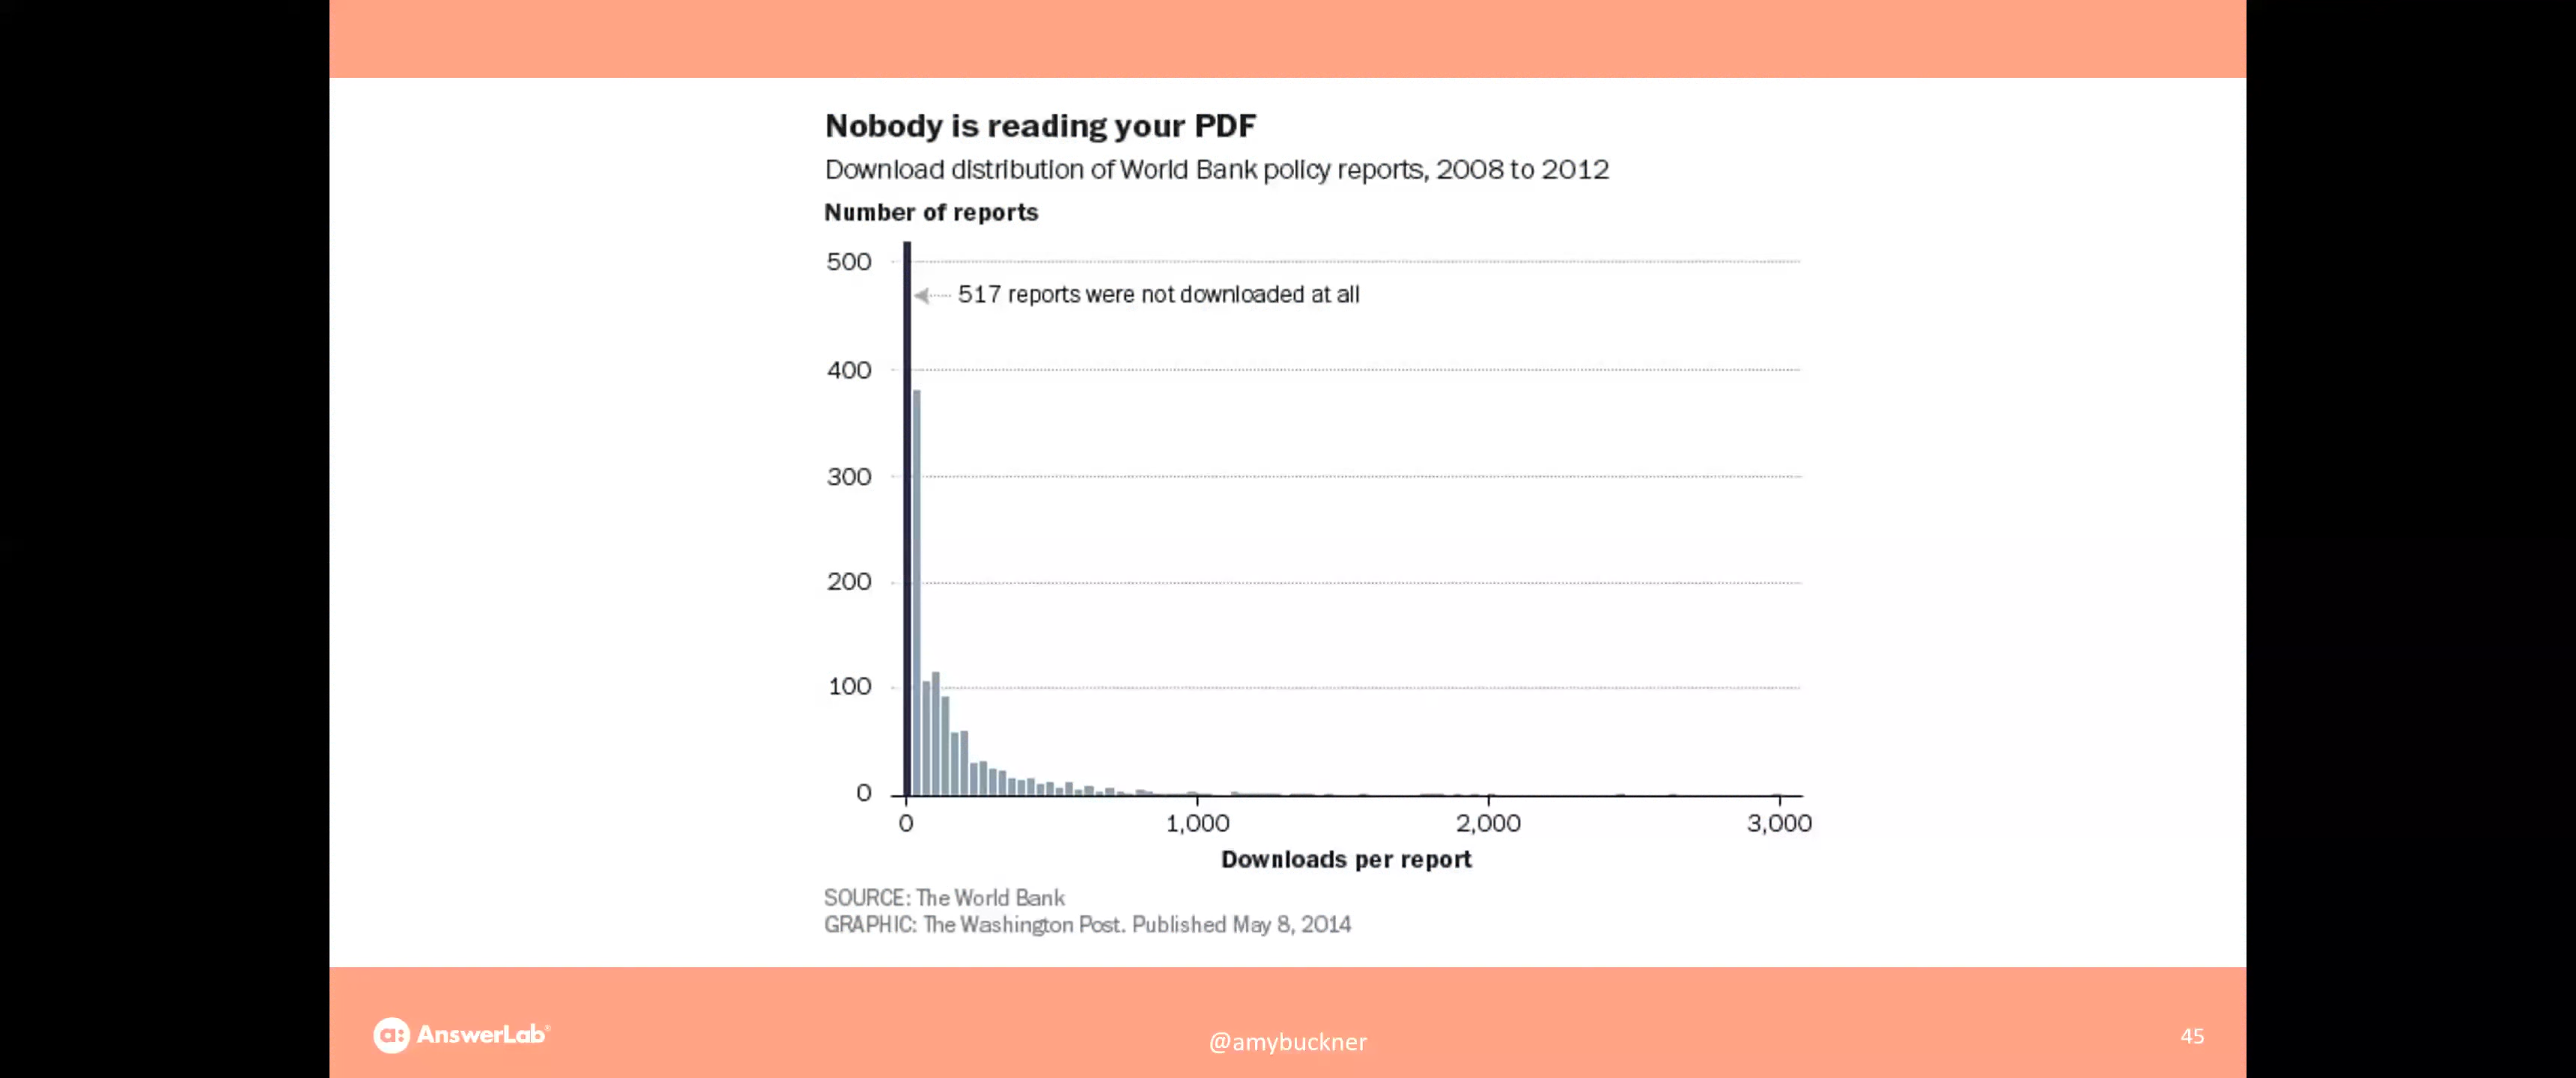 Nobody is reading your PDF
Download distribution of World Bank policy reports, 2008 to 2012
Number of reports
500
517 reports were not downloaded at all
400
300
200
100
0
0 1,000 2,000 3,000
Downloads per report
SOURCE: The World Bank
GRAPHIC: The Washington Post. Published May 8, 2014
a: AnswerLab®
@amybuckner
45